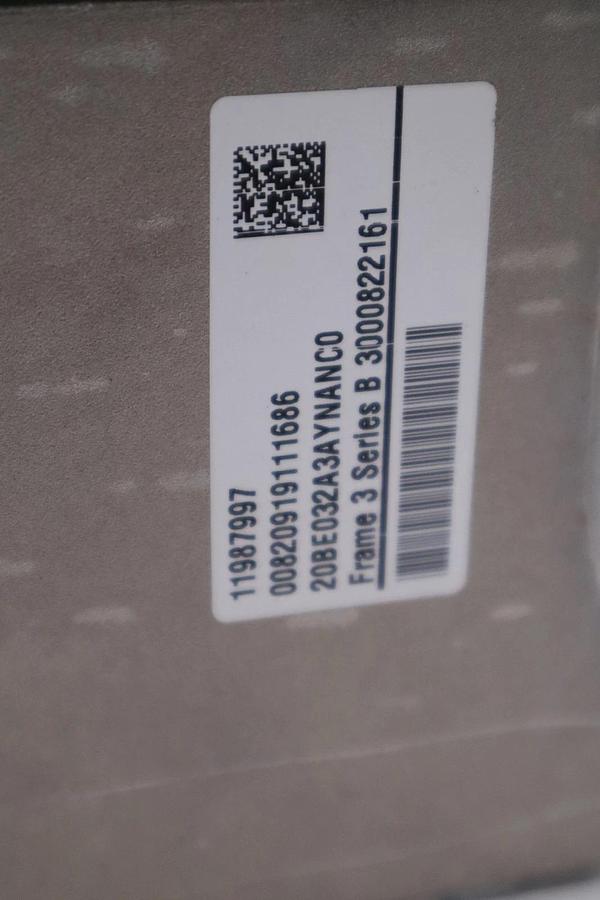 11987997
00820919111686
20BE032A3AYNANC0
Frame 3 Series B 3000822161